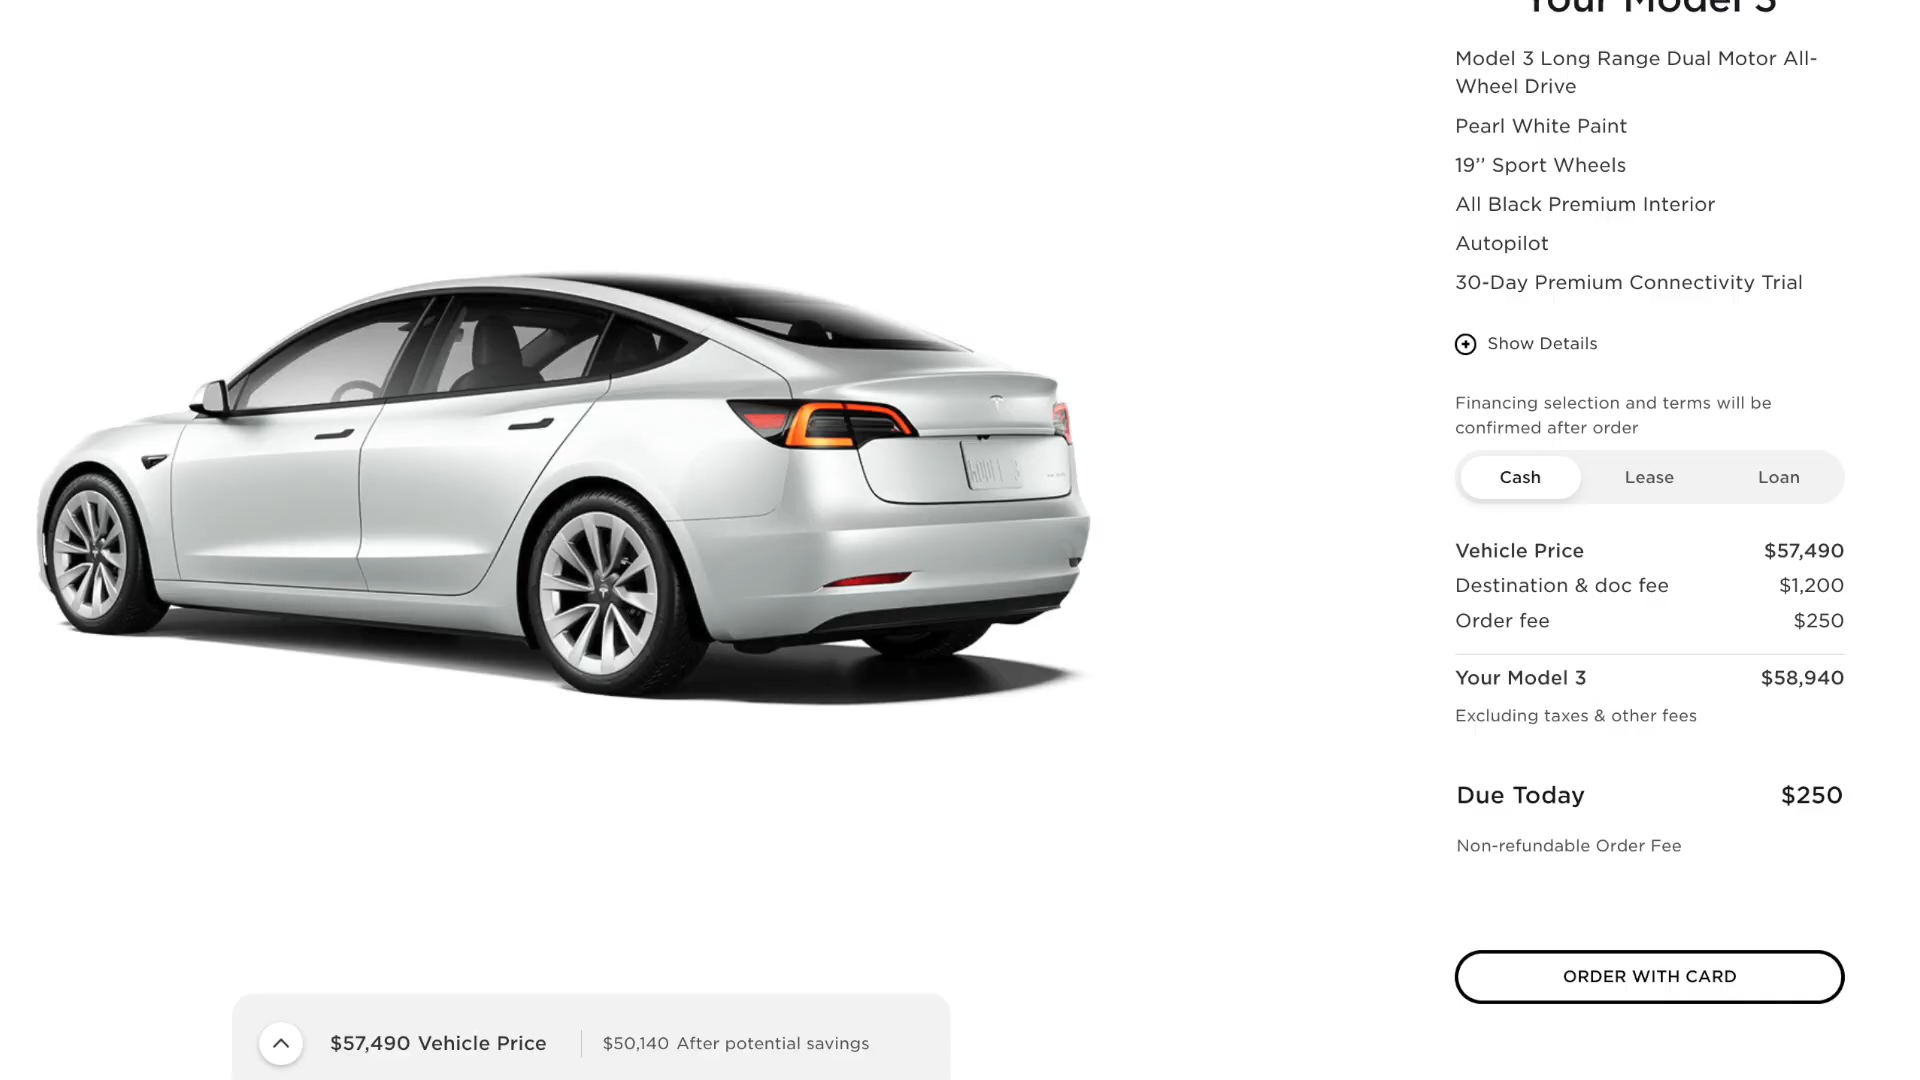 Your Model 3
Model 3 Long Range Dual Motor All-
Wheel Drive
Pearl White Paint
19’’ Sport Wheels
All Black Premium Interior
Autopilot
30-Day Premium Connectivity Trial
Show Details
Financing selection and terms will be
confirmed after order
Cash Lease Loan
Vehicle Price $57,490
Destination & doc fee $1,200
Order fee $250
Your Model 3 $58,940
Excluding taxes & other fees
Due Today $250
Non-refundable Order Fee
ORDER WITH CARD
$57,490 Vehicle Price $50,140 After potential savings